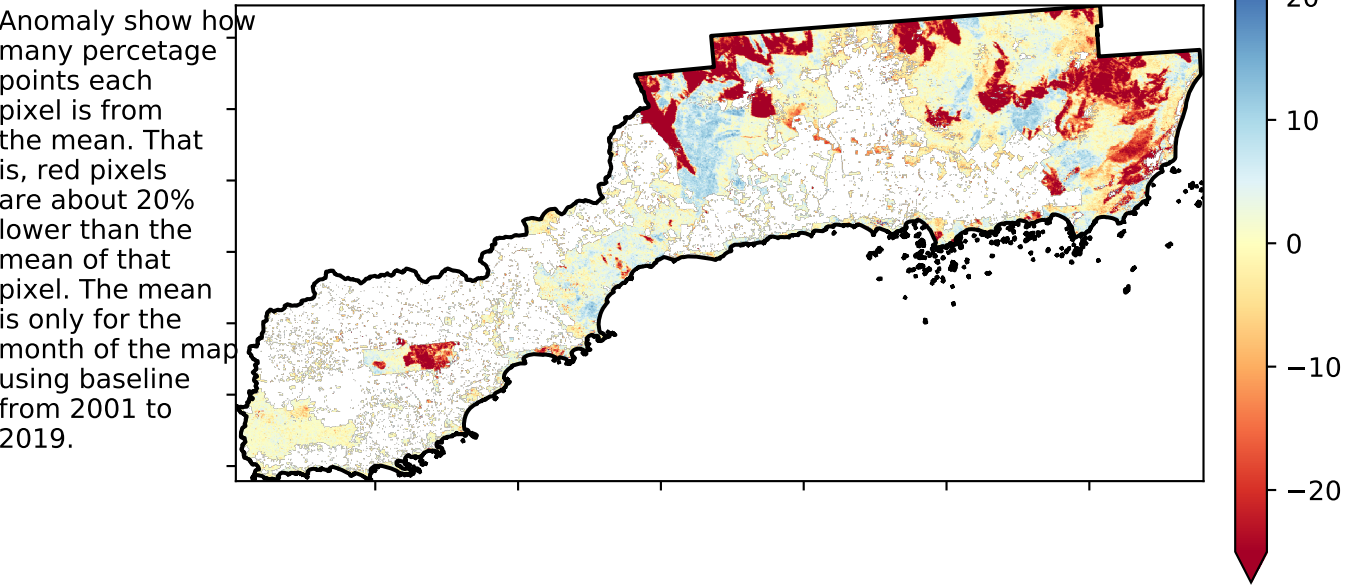 Anomaly show how
many percetage
points each
pixel is from
the mean. That
is, red pixels
are about 20%
lower than the
mean of that
pixel. The mean
is only for the
month of the map
using baseline
from 2001 to
2019.
20
10
0
−10
−20